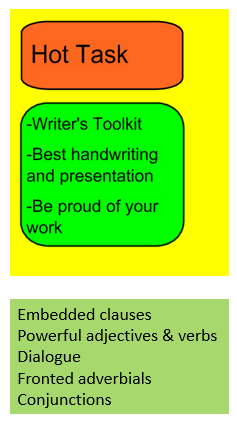 Hot Task
-Writer's Toolkit
-Best handwriting
and presentation
-Be proud of your
work
Embedded clauses
Powerful adjectives & verbs
Dialogue
Fronted adverbials
Conjunctions